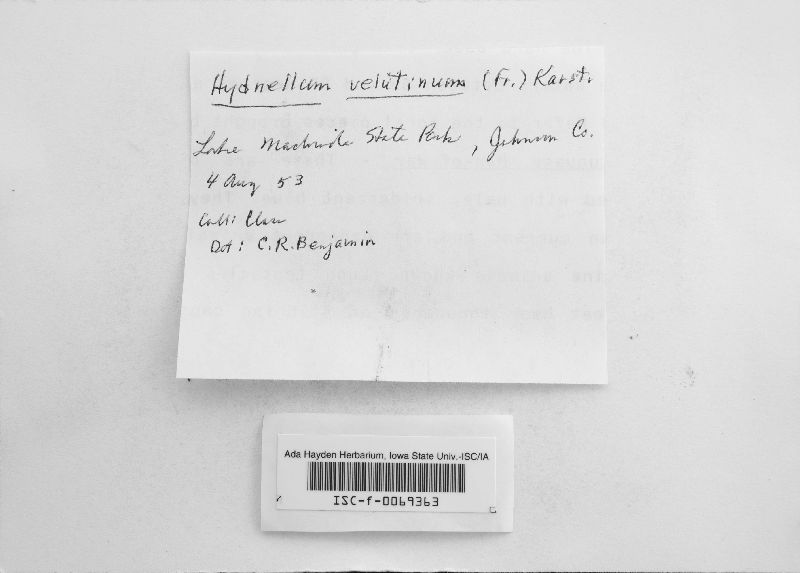 Hydnellum velutinum (Fr.) Karst.
Lake Macbride State Park, Johnson Co.
4 Aug 53
Coll: Class
Det: C.R. Benjamin
Ada Hayden Herbarium, Iowa State Univ.-ISC/IA
ISC-f-0069363